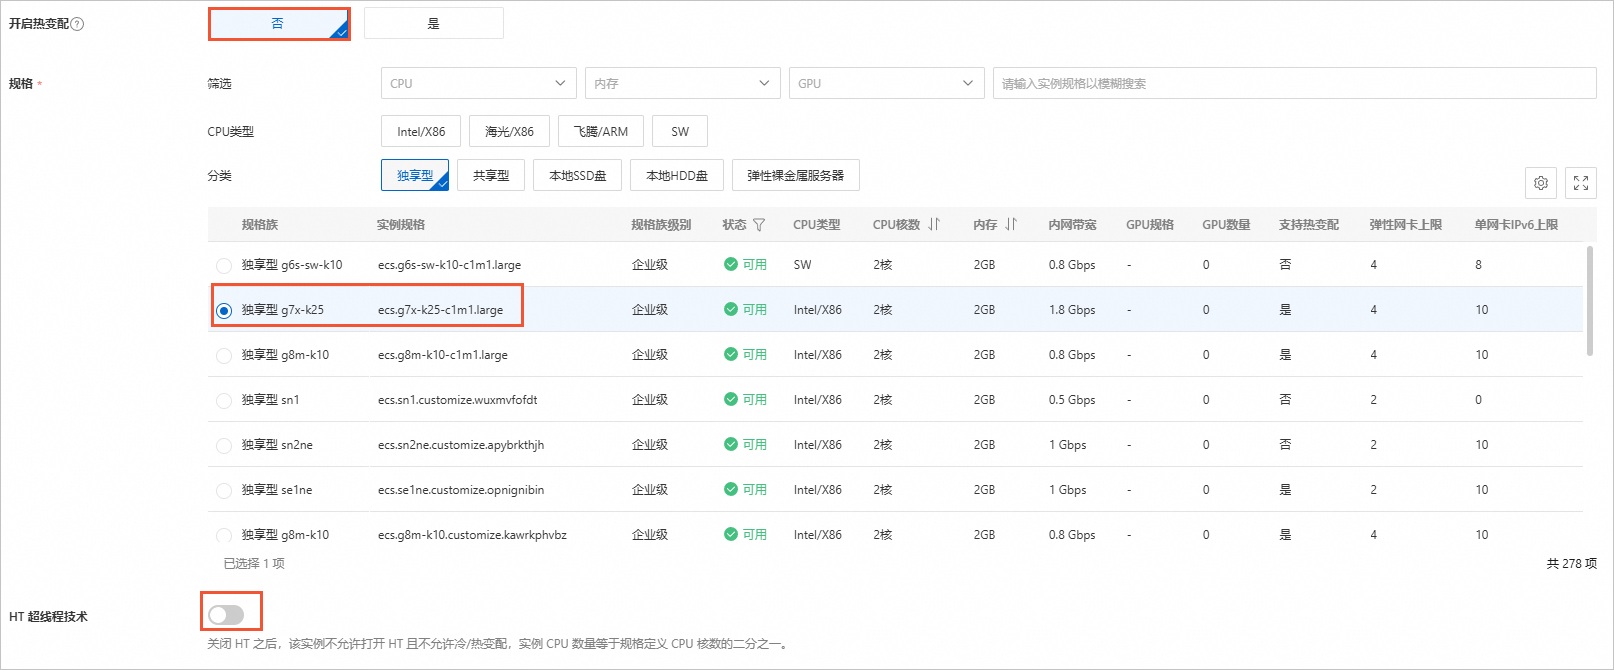 开启热变配 ? 否 是
规格 * 筛选 CPU 内存 GPU 请输入实例规格以模糊搜索
CPU类型 Intel/X86 海光/X86 飞腾/ARM SW
分类 独享型 共享型 本地SSD盘 本地HDD盘 弹性裸金属服务器
规格族 实例规格 规格族级别 状态 CPU类型 CPU核数 内存 内网带宽 GPU规格 GPU数量 支持热变配 弹性网卡上限 单网卡IPv6上限
独享型 g6s-sw-k10 ecs.g6s-sw-k10-c1m1.large 企业级 可用 SW 2核 2GB 0.8 Gbps - 0 否 4 8
独享型 g7x-k25 ecs.g7x-k25-c1m1.large 企业级 可用 Intel/X86 2核 2GB 1.8 Gbps - 0 是 4 10
独享型 g8m-k10 ecs.g8m-k10-c1m1.large 企业级 可用 Intel/X86 2核 2GB 0.8 Gbps - 0 是 4 10
独享型 sn1 ecs.sn1.customize.wuxmvfofdt 企业级 可用 Intel/X86 2核 2GB 0.5 Gbps - 0 否 2 0
独享型 sn2ne ecs.sn2ne.customize.apybrkthjh 企业级 可用 Intel/X86 2核 2GB 1 Gbps - 0 否 2 10
独享型 se1ne ecs.se1ne.customize.opnignibin 企业级 可用 Intel/X86 2核 2GB 1 Gbps - 0 是 2 10
独享型 g8m-k10 ecs.g8m-k10.customize.kawrkphvbz 企业级 可用 Intel/X86 2核 2GB 0.8 Gbps - 0 是 4 10
已选择 1 项 共 278 项
HT 超线程技术
关闭 HT 之后，该实例不允许打开 HT 且不允许冷/热变配，实例 CPU 数量等于规格定义 CPU 核数的二分之一。